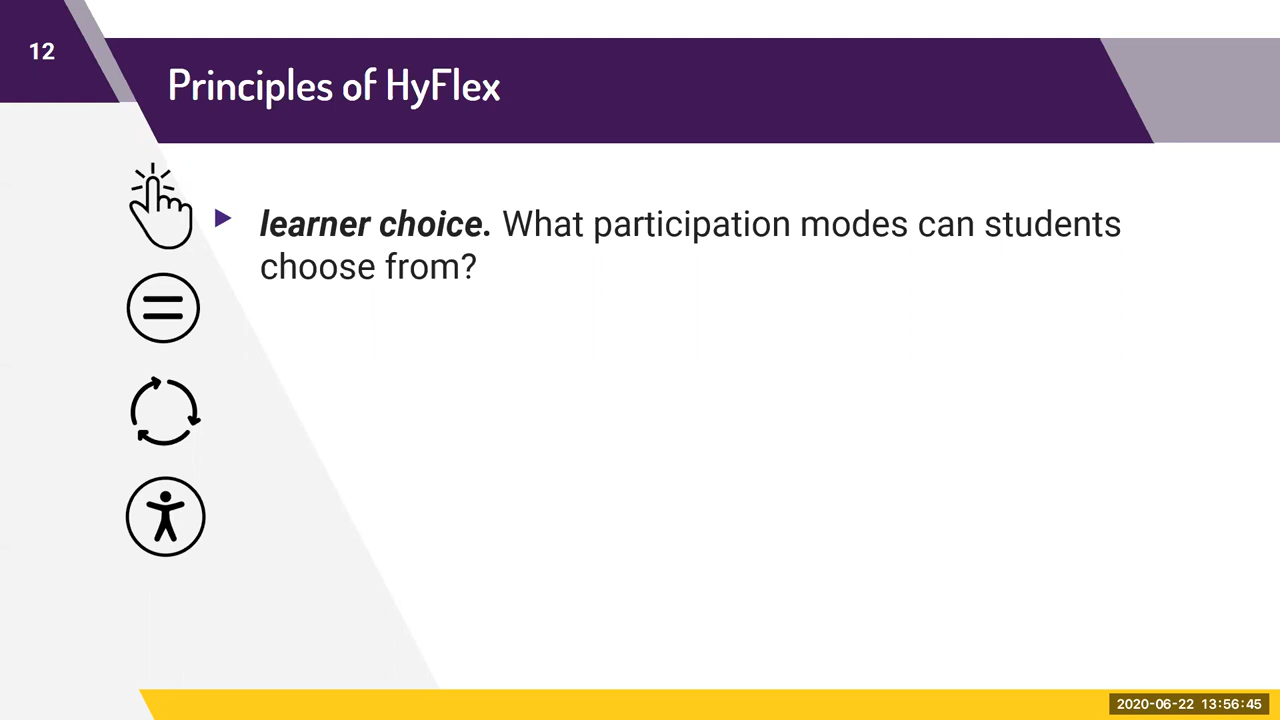 12
Principles of HyFlex
learner choice. What participation modes can students
choose from?
2020-06-22 13:56:45